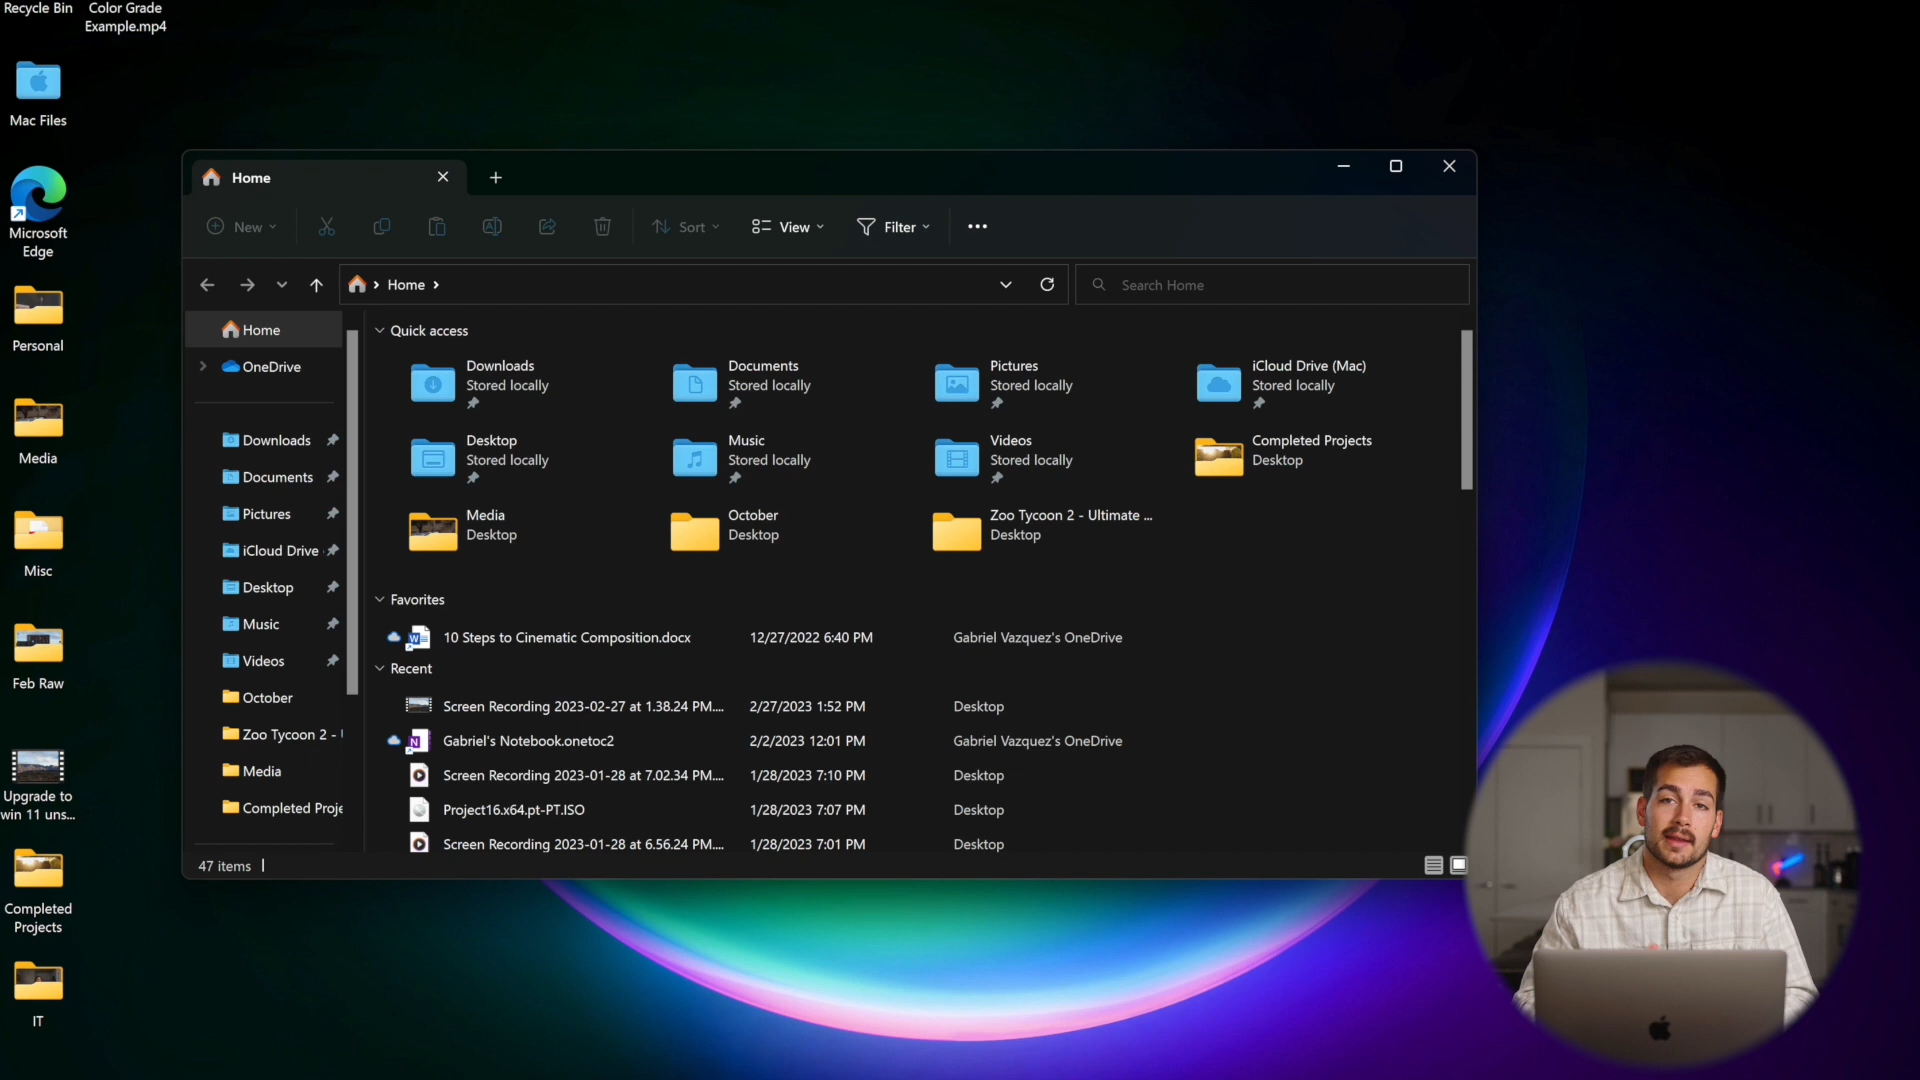 Recycle Bin
Color Grade
Example.mp4
Mac Files
Microsoft
Edge
Personal
Media
Misc
Feb Raw
Upgrade to
win 11 uns...
Completed
Projects
IT
Home
New
Sort
View
Filter
Home
Search Home
Home
OneDrive
Downloads
Documents
Pictures
iCloud Drive
Desktop
Music
Videos
October
Zoo Tycoon 2 -
Media
Completed Proje
Quick access
Downloads
Stored locally
Documents
Stored locally
Pictures
Stored locally
iCloud Drive (Mac)
Stored locally
Desktop
Stored locally
Music
Stored locally
Videos
Stored locally
Completed Projects
Desktop
Media
Desktop
October
Desktop
Zoo Tycoon 2 - Ultimate ...
Desktop
Favorites
10 Steps to Cinematic Composition.docx 12/27/2022 6:40 PM Gabriel Vazquez's OneDrive
Recent
Screen Recording 2023-02-27 at 1.38.24 PM.... 2/27/2023 1:52 PM Desktop
Gabriel's Notebook.onetoc2 2/2/2023 12:01 PM Gabriel Vazquez's OneDrive
Screen Recording 2023-01-28 at 7.02.34 PM.... 1/28/2023 7:10 PM Desktop
Project16.x64.pt-PT.ISO 1/28/2023 7:07 PM Desktop
Screen Recording 2023-01-28 at 6.56.24 PM.... 1/28/2023 7:01 PM Desktop
47 items